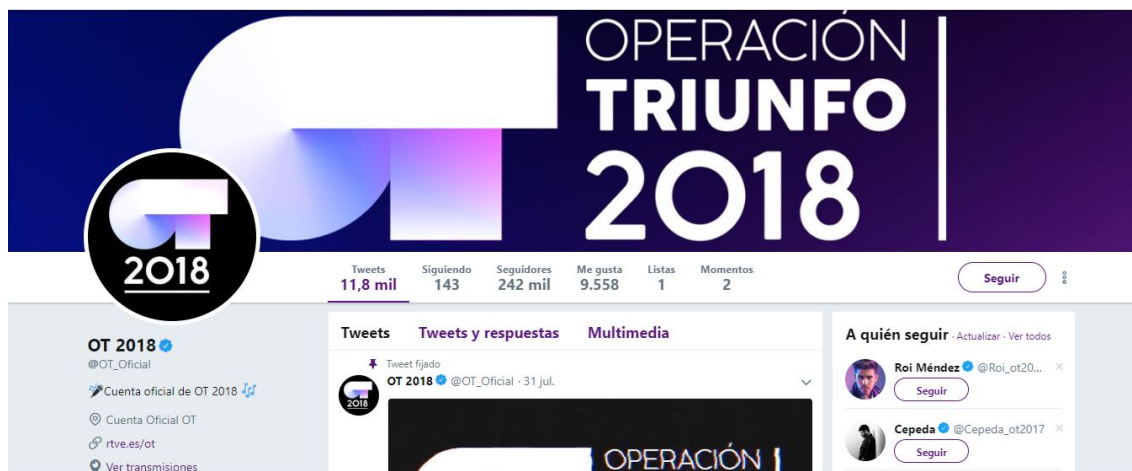 OPERACIÓN
TRIUNFO
2018
2018
Tweets Siguiendo Seguidores Me gusta Listas Momentos
11,8 mil 143 242 mil 9.558 1 2
Seguir
OT 2018
@OT_Oficial
Cuenta oficial de OT 2018
Cuenta Oficial OT
rtve.es/ot
Ver transmisiones
Tweets Tweets y respuestas Multimedia
Tweet fijado
OT 2018 @OT_Oficial · 31 jul.
2018
OPERACIÓN
A quién seguir · Actualizar · Ver todos
Roi Méndez @Roi_ot20...
Seguir
Cepeda @Cepeda_ot2017
Seguir